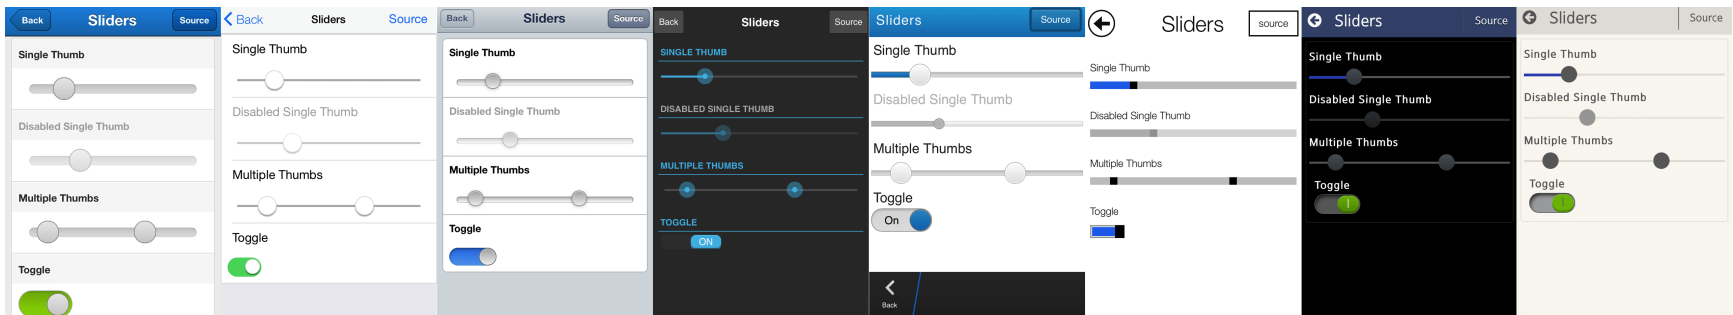 Back Sliders Source
Single Thumb
Disabled Single Thumb
Multiple Thumbs
Toggle
Back Sliders Source
Single Thumb
Disabled Single Thumb
Multiple Thumbs
Toggle
Back Sliders Source
Single Thumb
Disabled Single Thumb
Multiple Thumbs
Toggle
Back Sliders Source
SINGLE THUMB
DISABLED SINGLE THUMB
MULTIPLE THUMBS
TOGGLE
ON
Sliders Source
Single Thumb
Disabled Single Thumb
Multiple Thumbs
Toggle
On
Back
Sliders source
Single Thumb
Disabled Single Thumb
Multiple Thumbs
Toggle
Sliders Source
Single Thumb
Disabled Single Thumb
Multiple Thumbs
Toggle
Sliders Source
Single Thumb
Disabled Single Thumb
Multiple Thumbs
Toggle